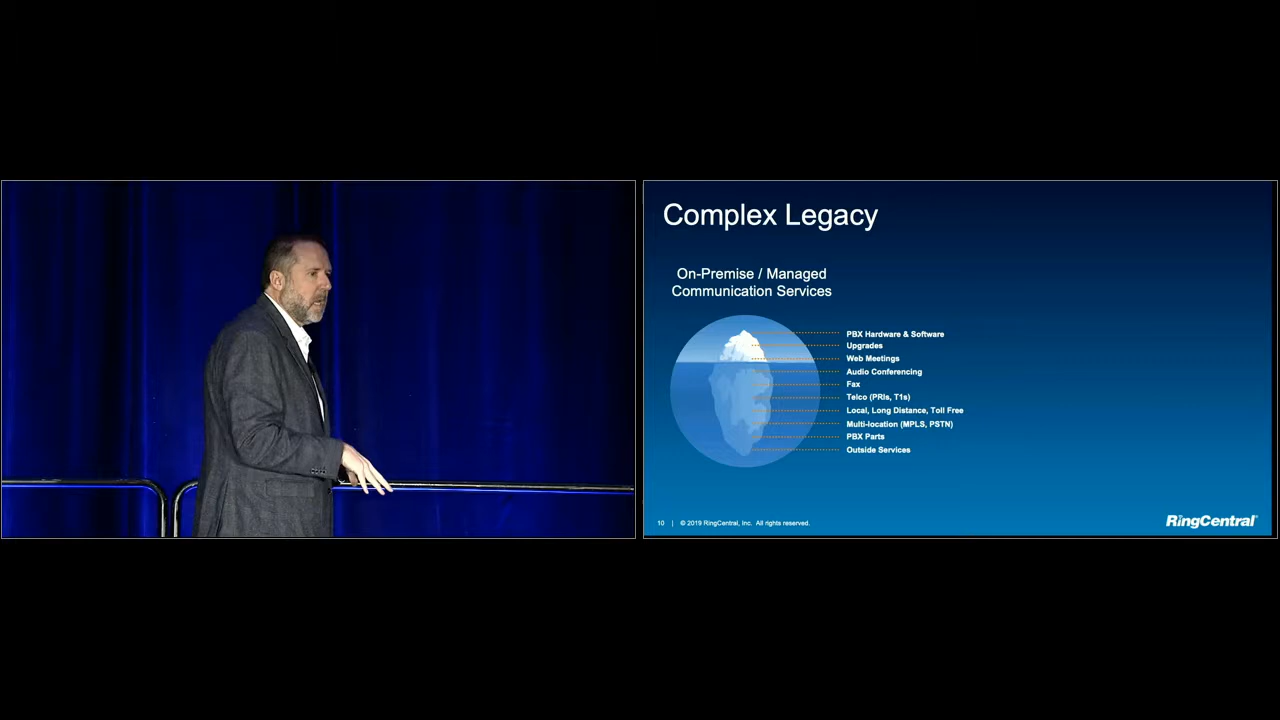 Complex Legacy
On-Premise / Managed
Communication Services
PBX Hardware & Software
Upgrades
Web Meetings
Audio Conferencing
Fax
Telco (PRIs, T1s)
Local, Long Distance, Toll Free
Multi-location (MPLS, PSTN)
PBX Parts
Outside Services
10 | © 2019 RingCentral, Inc. All rights reserved.
RingCentral®